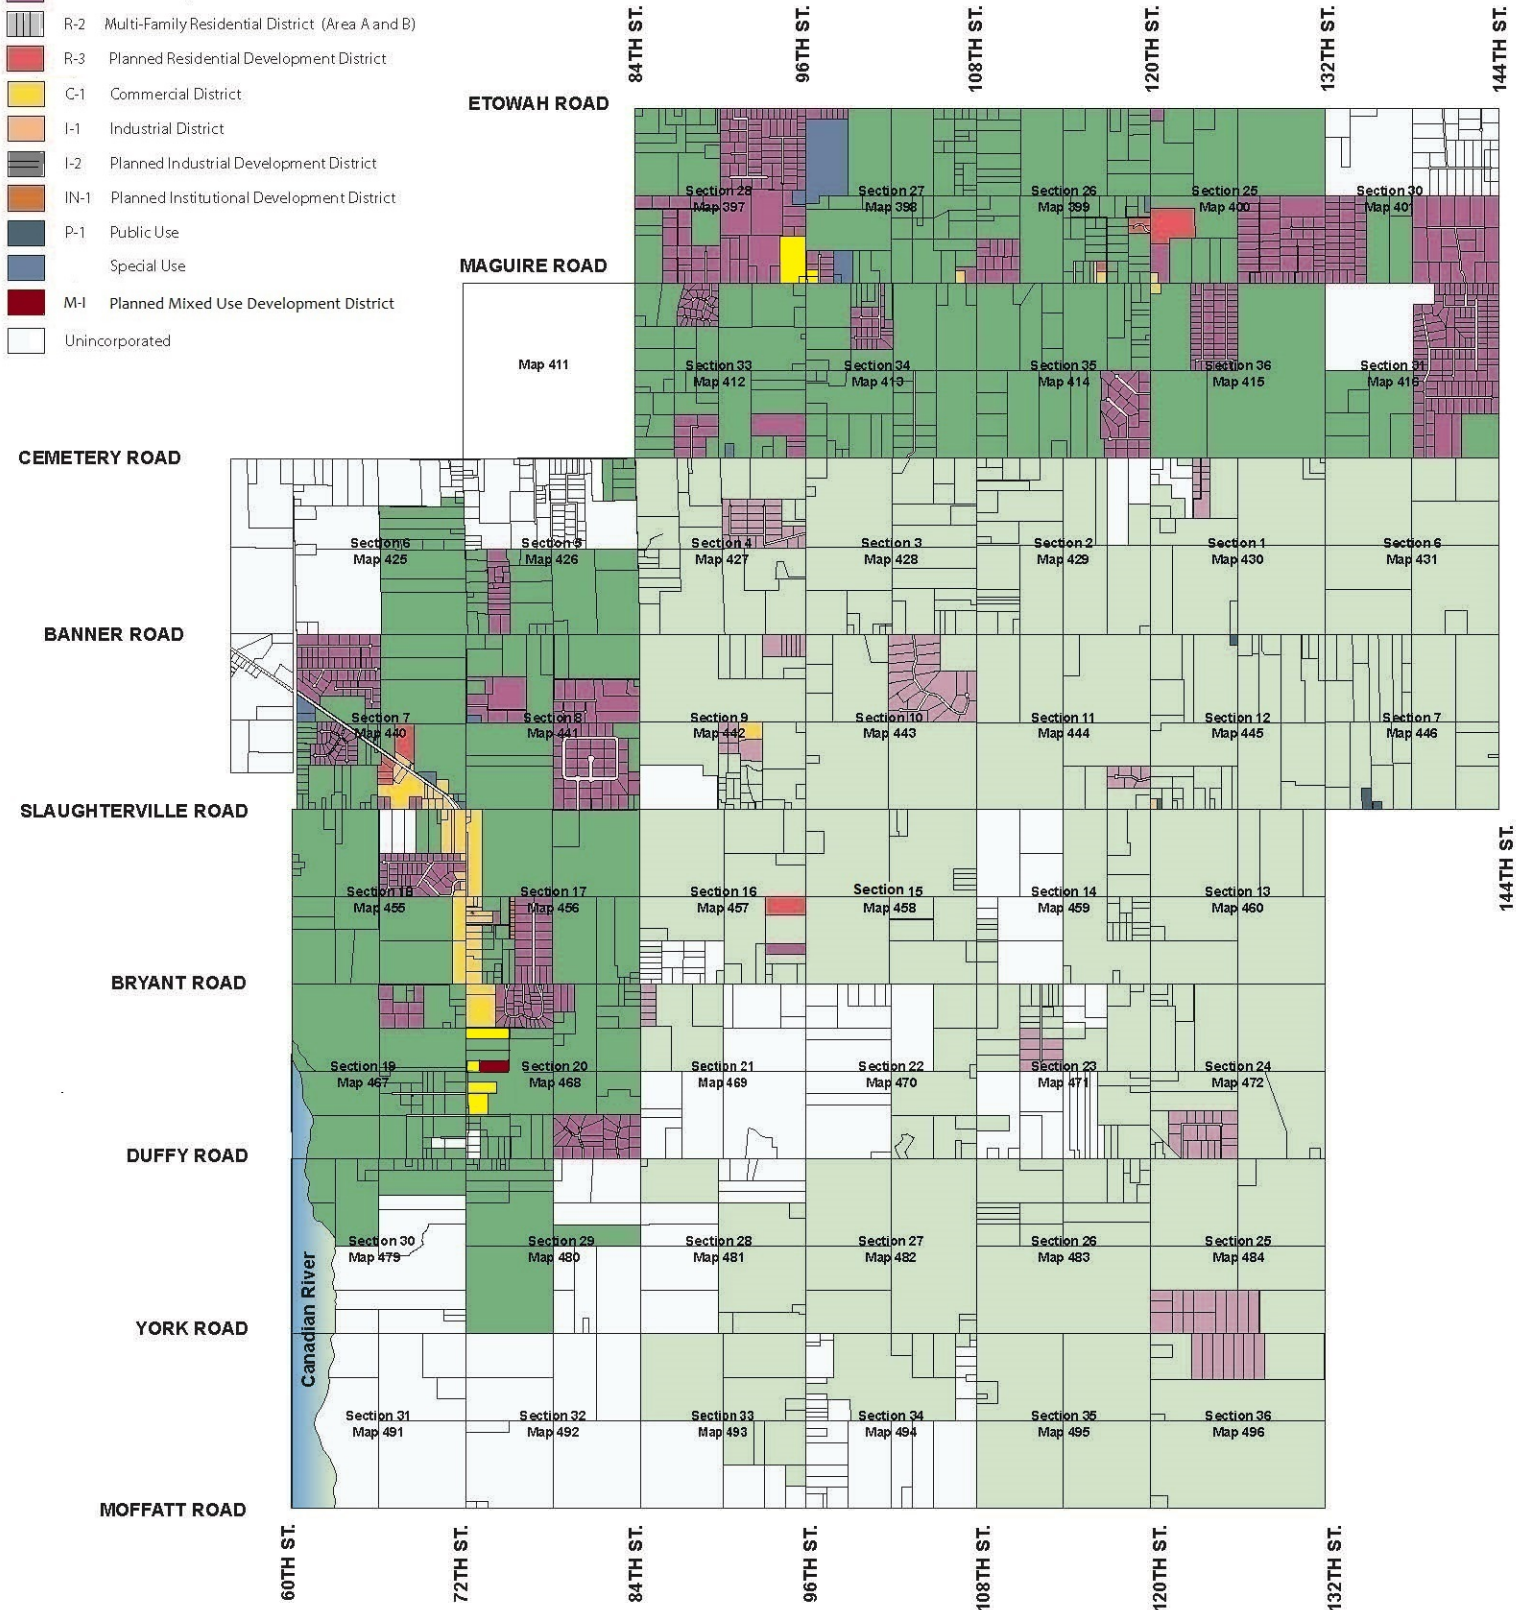 R-2 Multi-Family Residential District (Area A and B)
R-3 Planned Residential Development District
C-1 Commercial District
I-1 Industrial District
I-2 Planned Industrial Development District
IN-1 Planned Institutional Development District
P-1 Public Use
Special Use
M-I Planned Mixed Use Development District
Unincorporated
84TH ST.
96TH ST.
108TH ST.
120TH ST.
132TH ST.
144TH ST.
ETOWAH ROAD
Section 28
Map 397
Section 27
Map 398
Section 26
Map 399
Section 25
Map 400
Section 30
Map 401
MAGUIRE ROAD
Map 411
Section 33
Map 412
Section 34
Map 413
Section 35
Map 414
Section 36
Map 415
Section 31
Map 416
CEMETERY ROAD
Section 6
Map 425
Section 5
Map 426
Section 4
Map 427
Section 3
Map 428
Section 2
Map 429
Section 1
Map 430
Section 6
Map 431
BANNER ROAD
Section 7
Map 440
Section 8
Map 441
Section 9
Map 442
Section 10
Map 443
Section 11
Map 444
Section 12
Map 445
Section 7
Map 446
SLAUGHTERVILLE ROAD
144TH ST.
Section 18
Map 455
Section 17
Map 456
Section 16
Map 457
Section 15
Map 458
Section 14
Map 459
Section 13
Map 460
BRYANT ROAD
Section 19
Map 467
Section 20
Map 468
Section 21
Map 469
Section 22
Map 470
Section 23
Map 471
Section 24
Map 472
DUFFY ROAD
Section 30
Map 479
Section 29
Map 480
Section 28
Map 481
Section 27
Map 482
Section 26
Map 483
Section 25
Map 484
Canadian River
YORK ROAD
Section 31
Map 491
Section 32
Map 492
Section 33
Map 493
Section 34
Map 494
Section 35
Map 495
Section 36
Map 496
MOFFATT ROAD
60TH ST.
72TH ST.
84TH ST.
96TH ST.
108TH ST.
120TH ST.
132TH ST.